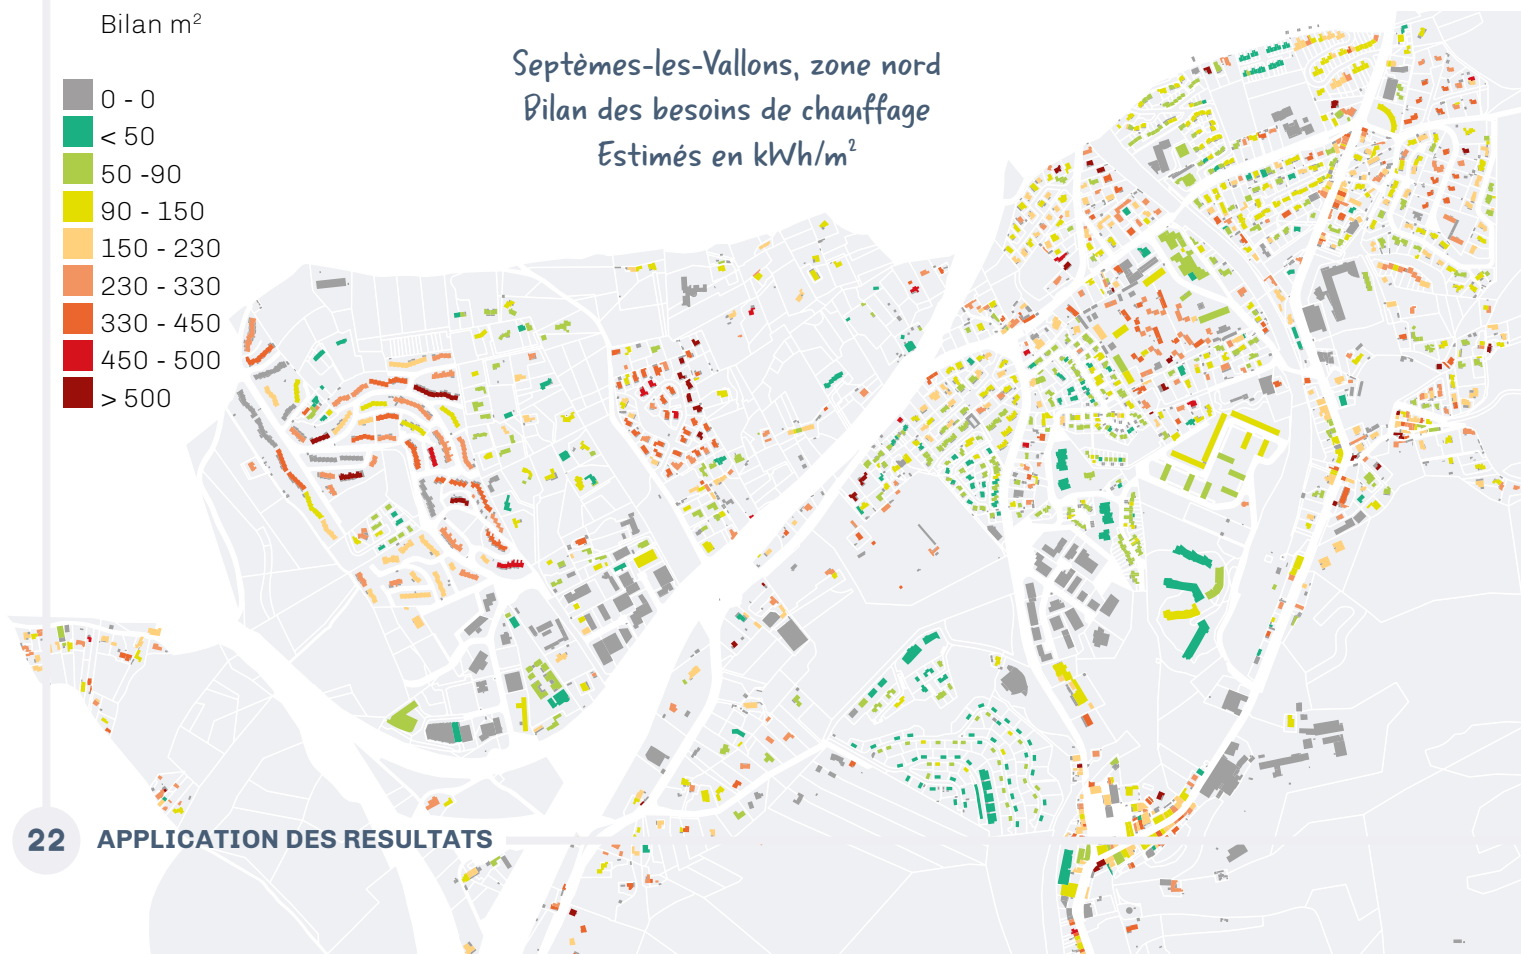 Bilan m²
0 - 0
< 50
50 -90
90 - 150
150 - 230
230 - 330
330 - 450
450 - 500
> 500
Septèmes-les-Vallons, zone nord
Bilan des besoins de chauffage
Estimés en kWh/m²
22 APPLICATION DES RESULTATS